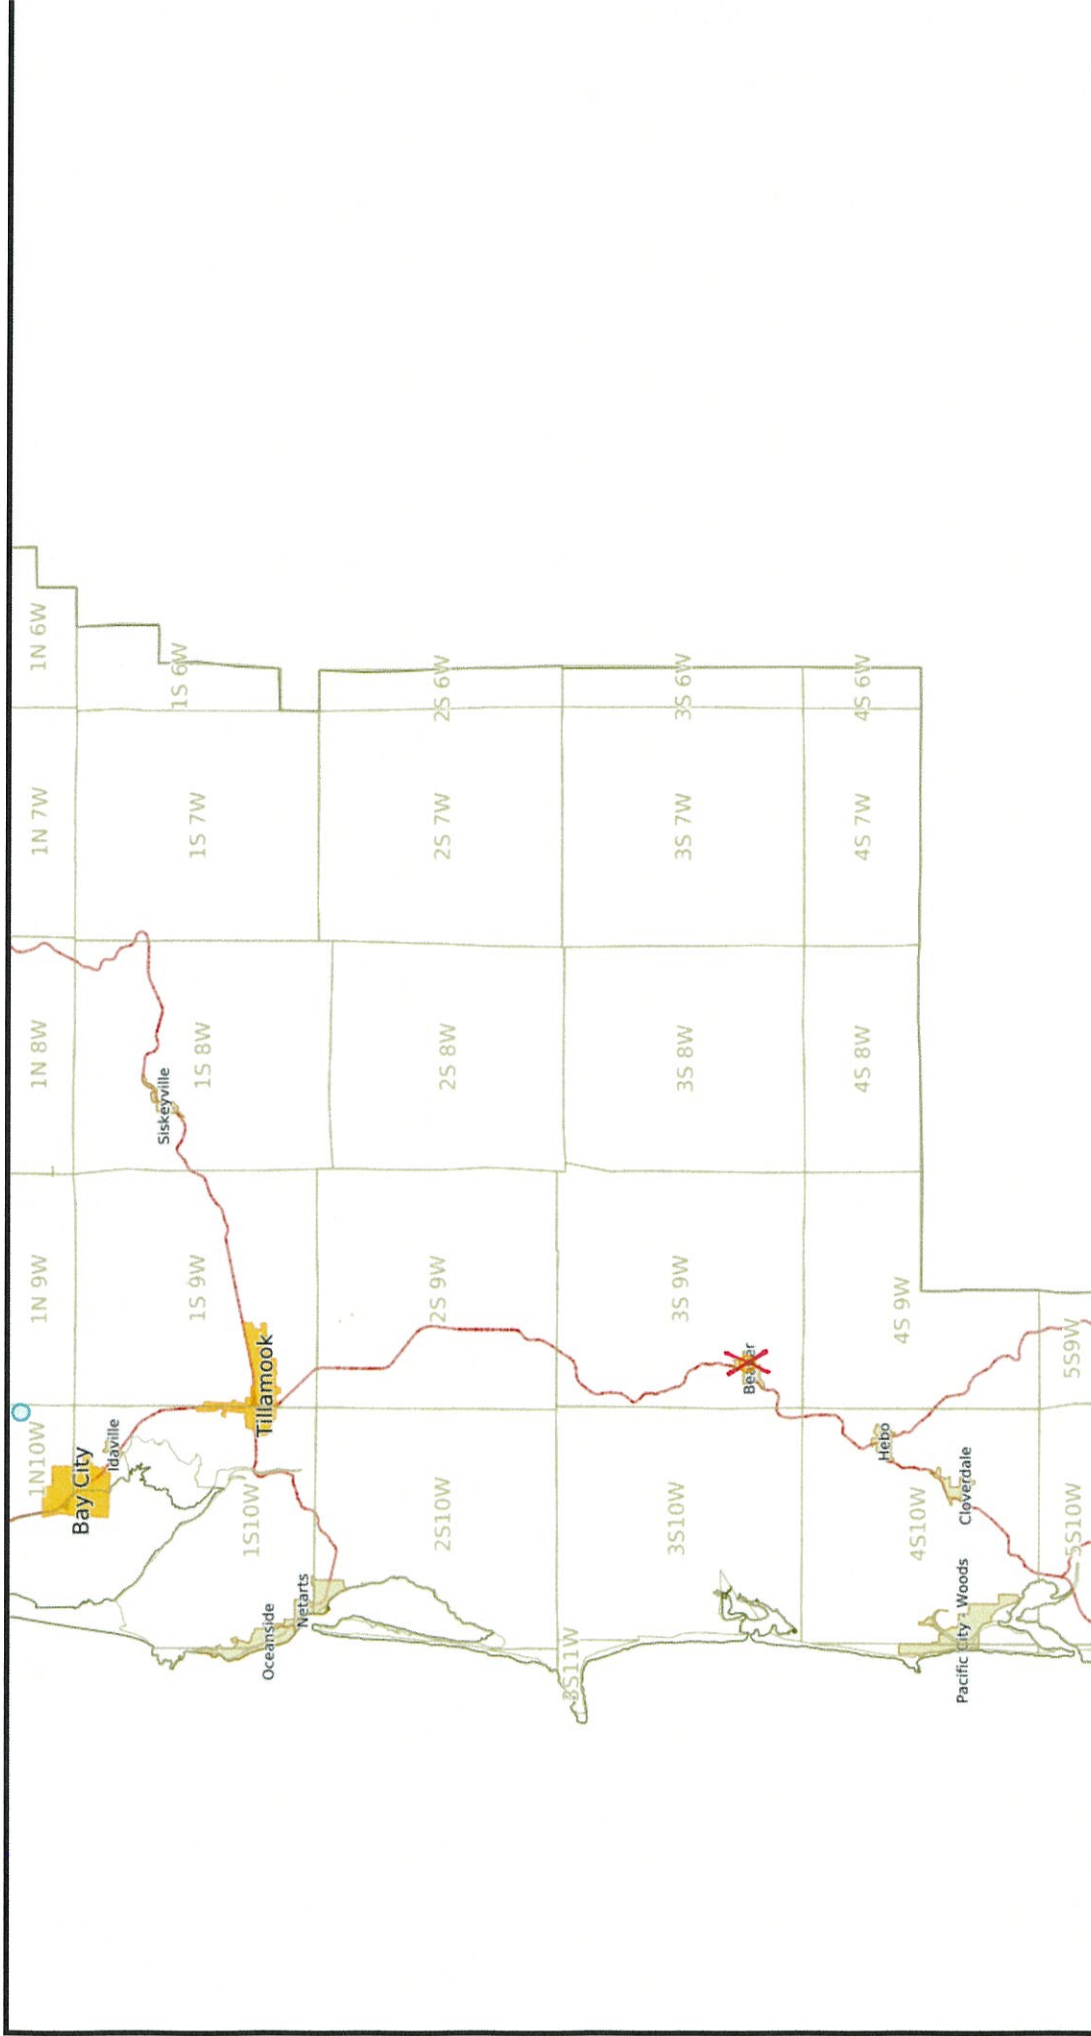 1N 6W
1N 7W
1N 8W
1N 9W
1N10W
Bay City
Idaville
1S 6W
1S 7W
1S 8W
Siskeyville
1S 9W
Tillamook
1S10W
Oceanside
Netarts
2S 6W
2S 7W
2S 8W
2S 9W
2S10W
3S 6W
3S 7W
3S 8W
3S 9W
Beaver
3S10W
3S11W
4S 6W
4S 7W
4S 8W
4S 9W
Hebo
Cloverdale
4S10W
Pacific City - Woods
5S9W
5S10W